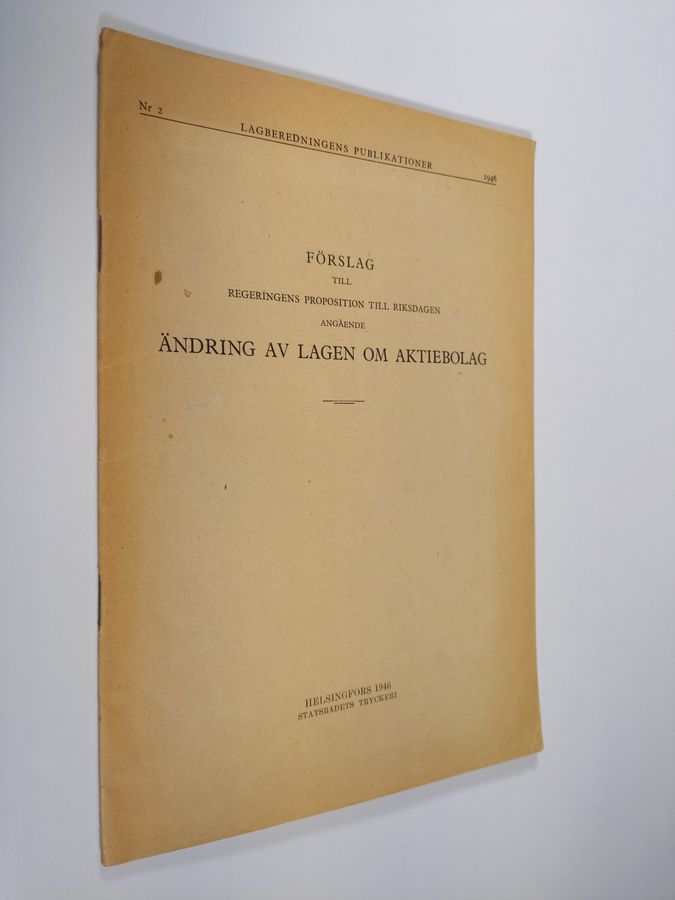 Nr 2 LAGBEREDNINGENS PUBLIKATIONER 1946
FÖRSLAG
TILL
REGERINGENS PROPOSITION TILL RIKSDAGEN
ANGÅENDE
ÄNDRING AV LAGEN OM AKTIEBOLAG
HELSINGFORS 1946
STATSRÅDETS TRYCKERI